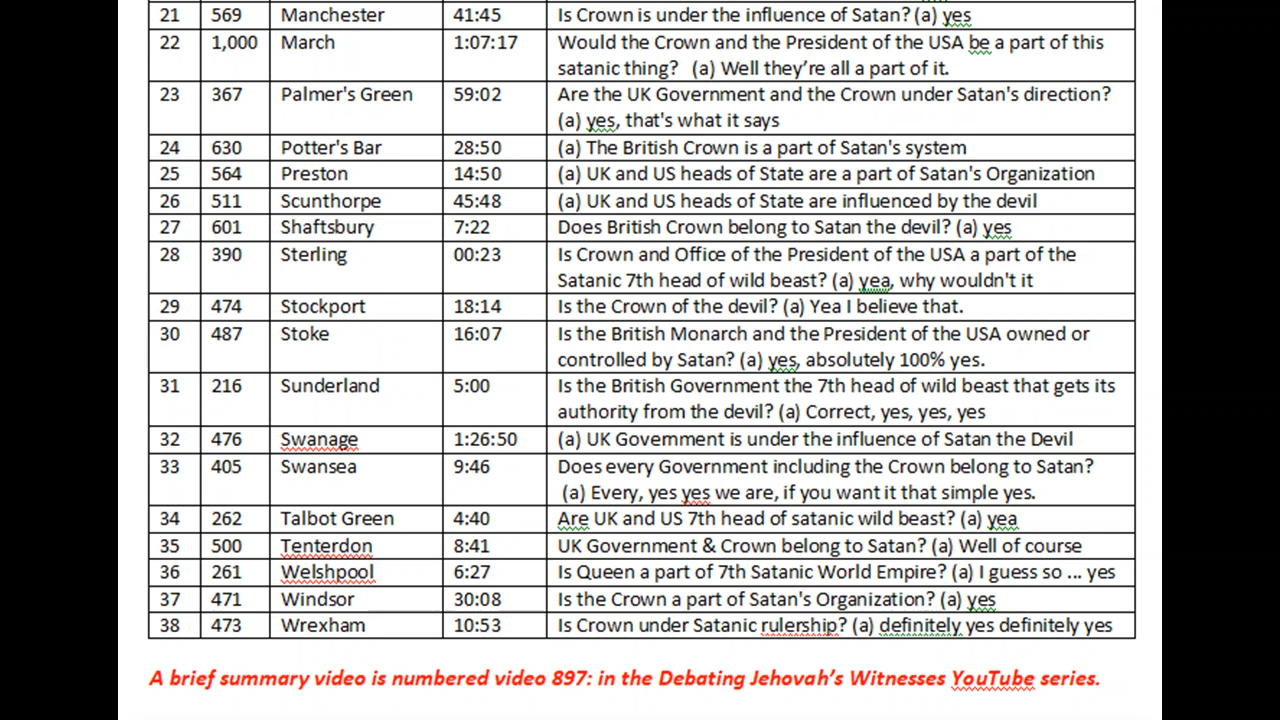 21 569 Manchester 41:45 Is Crown is under the influence of Satan? (a) yes
22 1,000 March 1:07:17 Would the Crown and the President of the USA be a part of this
satanic thing? (a) Well they're all a part of it.
23 367 Palmer's Green 59:02 Are the UK Government and the Crown under Satan's direction?
(a) yes, that's what it says
24 630 Potter's Bar 28:50 (a) The British Crown is a part of Satan's system
25 564 Preston 14:50 (a) UK and US heads of State are a part of Satan's Organization
26 511 Scunthorpe 45:48 (a) UK and US heads of State are influenced by the devil
27 601 Shaftsbury 7:22 Does British Crown belong to Satan the devil? (a) yes
28 390 Sterling 00:23 Is Crown and Office of the President of the USA a part of the
Satanic 7th head of wild beast? (a) yea, why wouldn't it
29 474 Stockport 18:14 Is the Crown of the devil? (a) Yea I believe that.
30 487 Stoke 16:07 Is the British Monarch and the President of the USA owned or
controlled by Satan? (a) yes, absolutely 100% yes.
31 216 Sunderland 5:00 Is the British Government the 7th head of wild beast that gets its
authority from the devil? (a) Correct, yes, yes, yes
32 476 Swanage 1:26:50 (a) UK Government is under the influence of Satan the Devil
33 405 Swansea 9:46 Does every Government including the Crown belong to Satan?
(a) Every, yes yes we are, if you want it that simple yes.
34 262 Talbot Green 4:40 Are UK and US 7th head of satanic wild beast? (a) yea
35 500 Tenterdon 8:41 UK Government & Crown belong to Satan? (a) Well of course
36 261 Welshpool 6:27 Is Queen a part of 7th Satanic World Empire? (a) I guess so ... yes
37 471 Windsor 30:08 Is the Crown a part of Satan's Organization? (a) yes
38 473 Wrexham 10:53 Is Crown under Satanic rulership? (a) definitely yes definitely yes
A brief summary video is numbered video 897: in the Debating Jehovah's Witnesses YouTube series.